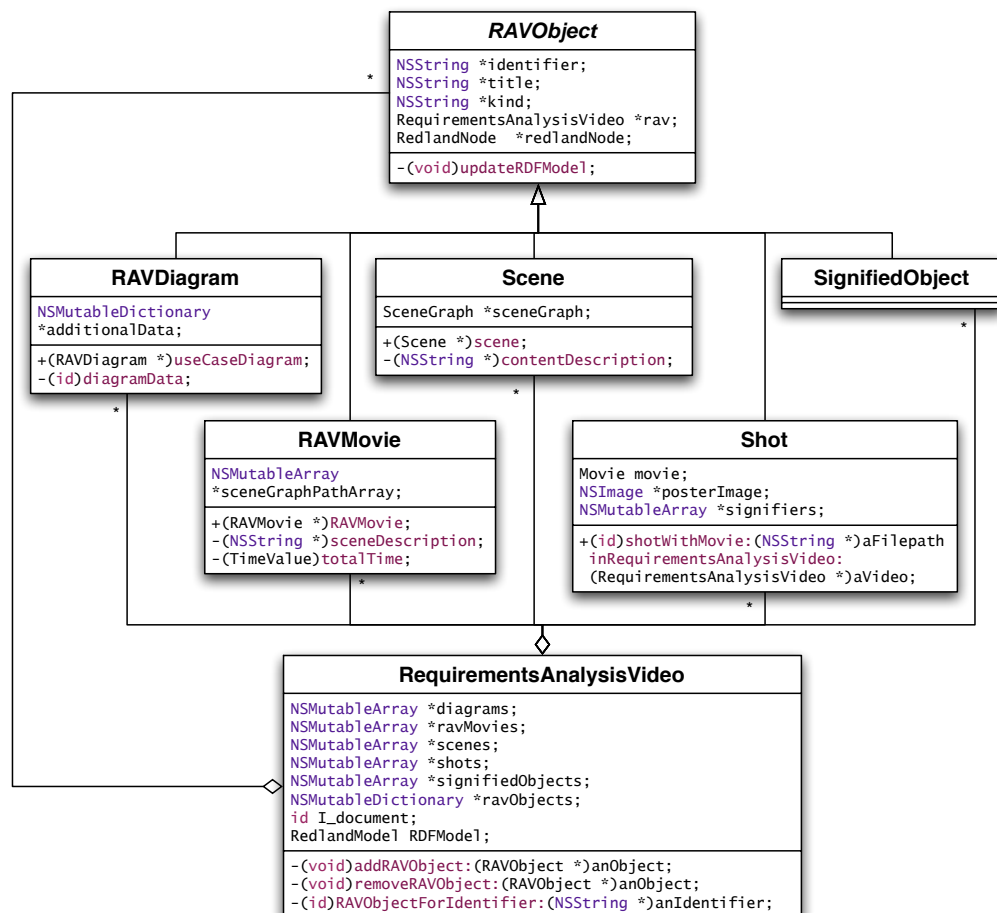 RAVObject
NSString *identifier;
NSString *title;
NSString *kind;
RequirementsAnalysisVideo *rav;
RedlandNode  *redlandNode;
-(void)updateRDFModel;
*
RAVDiagram
NSMutableDictionary
*additionalData;
+(RAVDiagram *)useCaseDiagram;
-(id)diagramData;
*
Scene
SceneGraph *sceneGraph;
+(Scene *)scene;
-(NSString *)contentDescription;
*
SignifiedObject
*
RAVMovie
NSMutableArray
*sceneGraphPathArray;
+(RAVMovie *)RAVMovie;
-(NSString *)sceneDescription;
-(TimeValue)totalTime;
*
Shot
Movie movie;
NSImage *posterImage;
NSMutableArray *signifiers;
+(id)shotWithMovie:(NSString *)aFilepath
inRequirementsAnalysisVideo:
(RequirementsAnalysisVideo *)aVideo;
*
RequirementsAnalysisVideo
NSMutableArray *diagrams;
NSMutableArray *ravMovies;
NSMutableArray *scenes;
NSMutableArray *shots;
NSMutableArray *signifiedObjects;
NSMutableDictionary *ravObjects;
id I_document;
RedlandModel RDFModel;
-(void)addRAVObject:(RAVObject *)anObject;
-(void)removeRAVObject:(RAVObject *)anObject;
-(id)RAVObjectForIdentifier:(NSString *)anIdentifier;